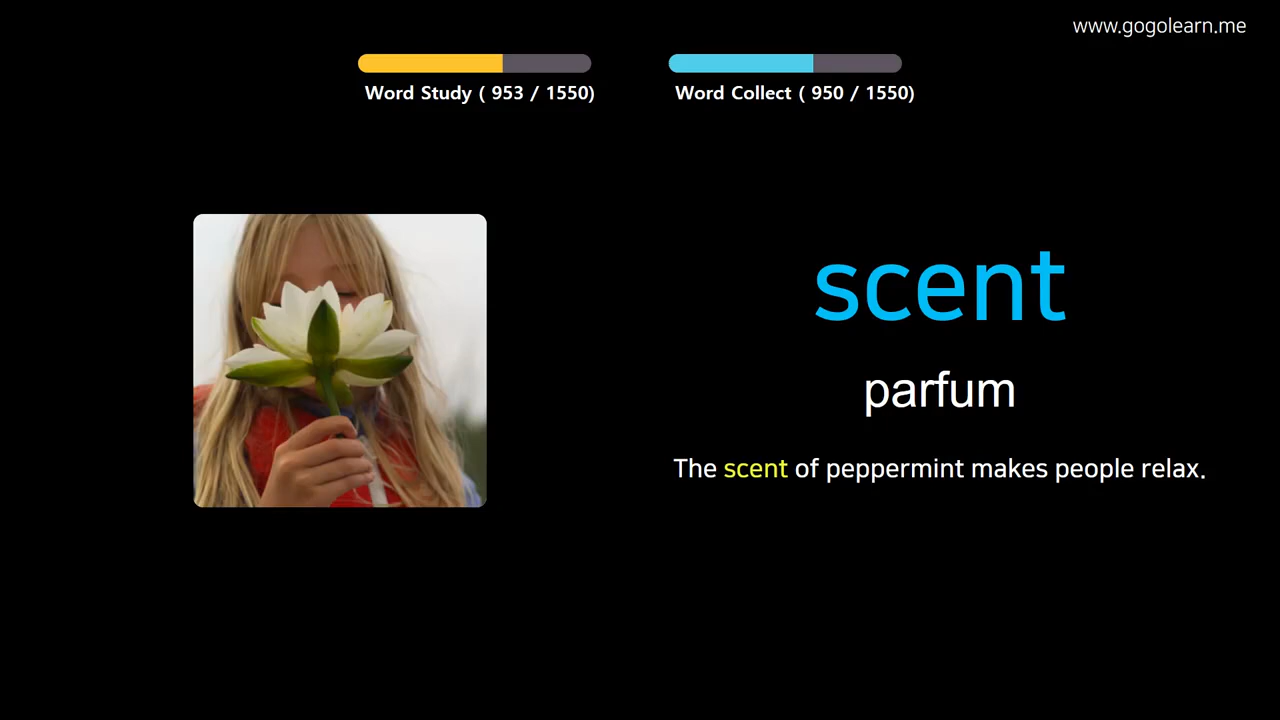 www.gogolearn.me
Word Study ( 953 / 1550)
Word Collect ( 950 / 1550)
scent
parfum
The scent of peppermint makes people relax.